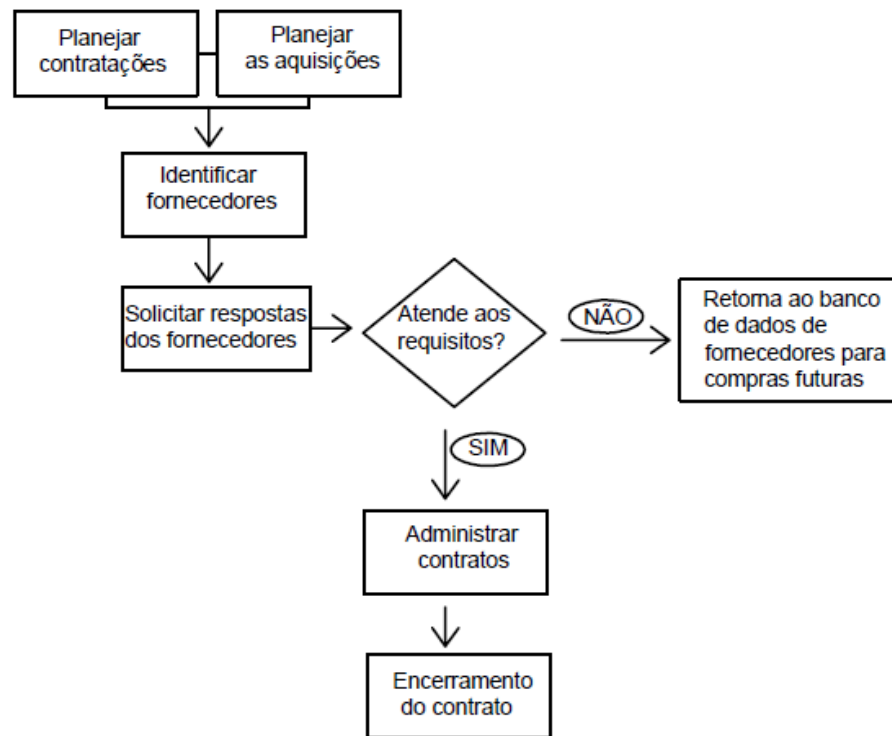 Planejar
contratações
Planejar
as aquisições
Identificar
fornecedores
Solicitar respostas
dos fornecedores
Atende aos
requisitos?
NÃO
Retorna ao banco
de dados de
fornecedores para
compras futuras
SIM
Administrar
contratos
Encerramento
do contrato